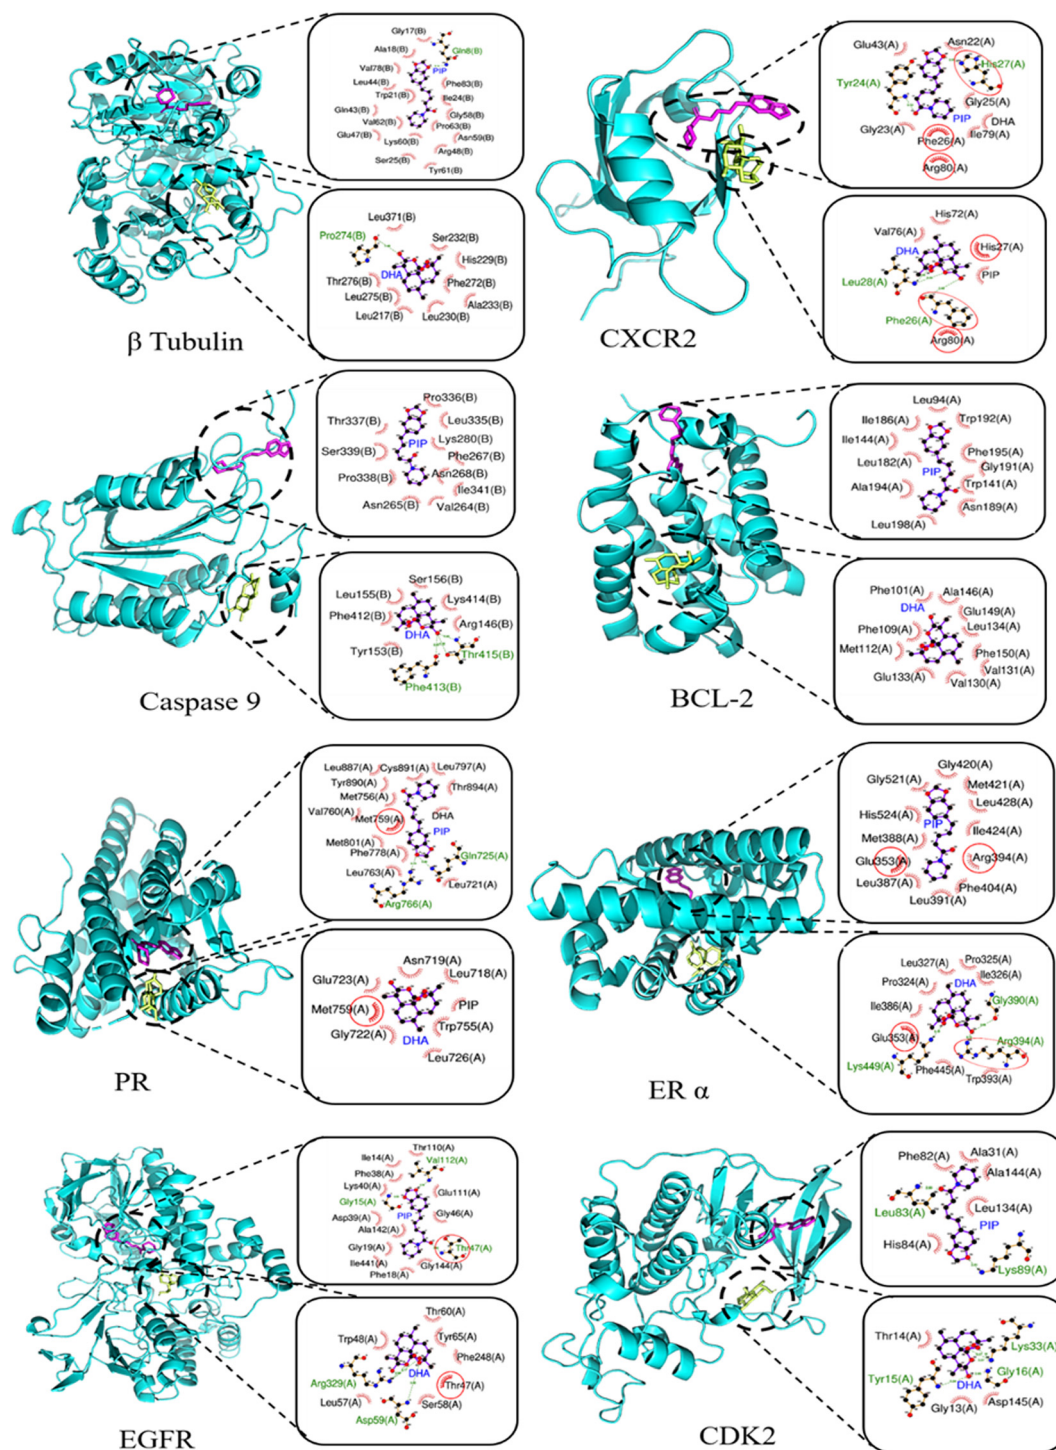 Gly17(B)
Ala18(B)
Gln8(B)
Val78(B)
PIP
Leu44(B)
Phe83(B)
Trp21(B)
Ile24(B)
Gln43(B)
Gly58(B)
Val62(B)
Pro63(B)
Glu47(B)
Asn59(B)
Lys60(B)
Arg48(B)
Ser25(B)
Tyr61(B)
Leu371(B)
Pro274(B)
Ser232(B)
His229(B)
DHA
Thr276(B)
Phe272(B)
Leu275(B)
Ala233(B)
Leu217(B)
Leu230(B)
β Tubulin
Glu43(A)
Asn22(A)
His27(A)
Tyr24(A)
Gly25(A)
PIP
DHA
Gly23(A)
Ile79(A)
Phe26(A)
Arg80(A)
His72(A)
Val76(A)
His27(A)
DHA
PIP
Leu28(A)
Phe26(A)
Arg80(A)
CXCR2
Pro336(B)
Thr337(B)
Leu335(B)
PIP
Lys280(B)
Ser339(B)
Phe267(B)
Pro338(B)
Asn268(B)
Ile341(B)
Asn265(B)
Val264(B)
Ser156(B)
Leu155(B)
Lys414(B)
Phe412(B)
Arg146(B)
DHA
Tyr153(B)
Thr415(B)
Phe413(B)
Caspase 9
Leu94(A)
Ile186(A)
Trp192(A)
Ile144(A)
Phe195(A)
Leu182(A)
Gly191(A)
PIP
Ala194(A)
Trp141(A)
Asn189(A)
Leu198(A)
Phe101(A)
Ala146(A)
DHA
Glu149(A)
Phe109(A)
Leu134(A)
Met112(A)
Phe150(A)
Val131(A)
Glu133(A)
Val130(A)
BCL-2
Leu887(A)
Cys891(A)
Leu797(A)
Tyr890(A)
Thr894(A)
Met756(A)
Val760(A)
Met759(A)
DHA
PIP
Met801(A)
Phe778(A)
Gln725(A)
Leu763(A)
Leu721(A)
Arg766(A)
Asn719(A)
Glu723(A)
Leu718(A)
Met759(A)
PIP
Gly722(A)
Trp755(A)
DHA
Leu726(A)
PR
Gly420(A)
Gly521(A)
Met421(A)
Leu428(A)
His524(A)
PIP
Met388(A)
Ile424(A)
Glu353(A)
Arg394(A)
Leu387(A)
Phe404(A)
Leu391(A)
Leu327(A)
Pro325(A)
Pro324(A)
Ile326(A)
DHA
Ile386(A)
Gly390(A)
Glu353(A)
Arg394(A)
Lys449(A)
Phe445(A)
Trp393(A)
ER α
Thr110(A)
Ile14(A)
Val112(A)
Phe38(A)
Lys40(A)
Glu111(A)
Gly15(A)
PIP
Gly46(A)
Asp39(A)
Ala142(A)
Gly19(A)
Thr47(A)
Ile441(A)
Gly144(A)
Phe18(A)
Thr60(A)
Trp48(A)
Tyr65(A)
Phe248(A)
DHA
Arg329(A)
Thr47(A)
Leu57(A)
Ser58(A)
Asp59(A)
EGFR
Phe82(A)
Ala31(A)
Ala144(A)
Leu83(A)
Leu134(A)
PIP
His84(A)
Lys89(A)
Thr14(A)
Lys33(A)
Tyr15(A)
Gly16(A)
DHA
Gly13(A)
Asp145(A)
CDK2